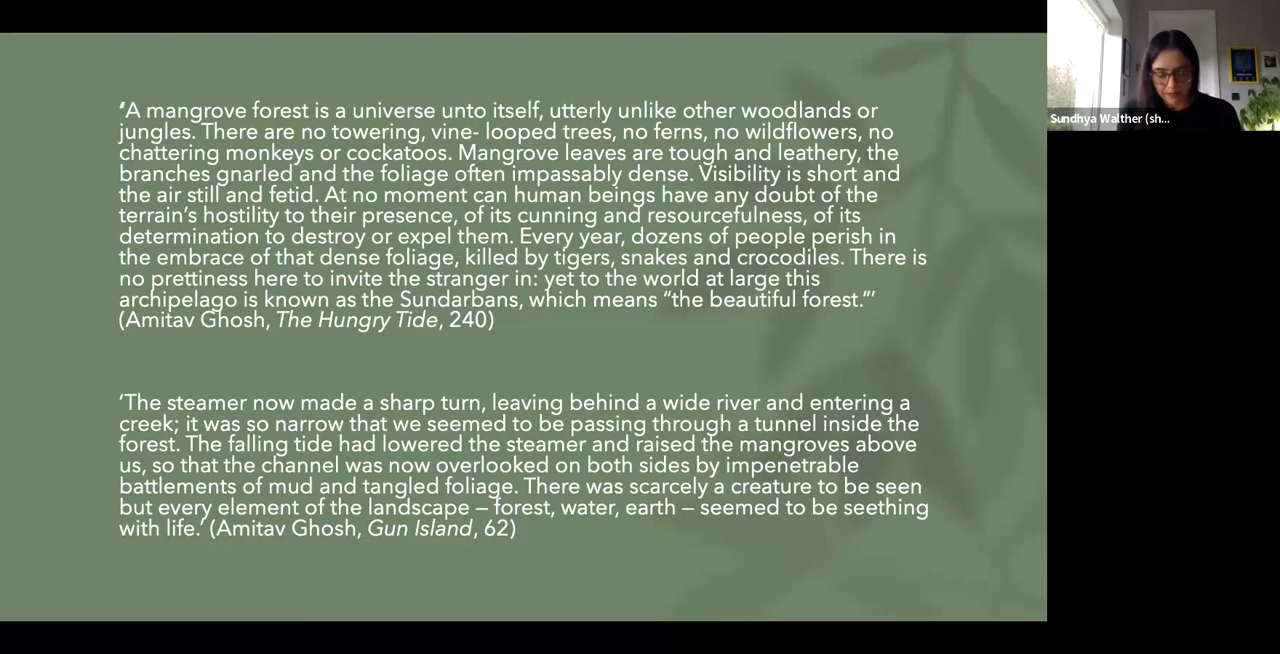 ‘A mangrove forest is a universe unto itself, utterly unlike other woodlands or
jungles. There are no towering, vine- looped trees, no ferns, no wildflowers, no
chattering monkeys or cockatoos. Mangrove leaves are tough and leathery, the
branches gnarled and the foliage often impassably dense. Visibility is short and
the air still and fetid. At no moment can human beings have any doubt of the
terrain’s hostility to their presence, of its cunning and resourcefulness, of its
determination to destroy or expel them. Every year, dozens of people perish in
the embrace of that dense foliage, killed by tigers, snakes and crocodiles. There is
no prettiness here to invite the stranger in: yet to the world at large this
archipelago is known as the Sundarbans, which means “the beautiful forest.”’
(Amitav Ghosh, The Hungry Tide, 240)
‘The steamer now made a sharp turn, leaving behind a wide river and entering a
creek; it was so narrow that we seemed to be passing through a tunnel inside the
forest. The falling tide had lowered the steamer and raised the mangroves above
us, so that the channel was now overlooked on both sides by impenetrable
battlements of mud and tangled foliage. There was scarcely a creature to be seen
but every element of the landscape – forest, water, earth – seemed to be seething
with life.’ (Amitav Ghosh, Gun Island, 62)
Sundhya Walther (sh...